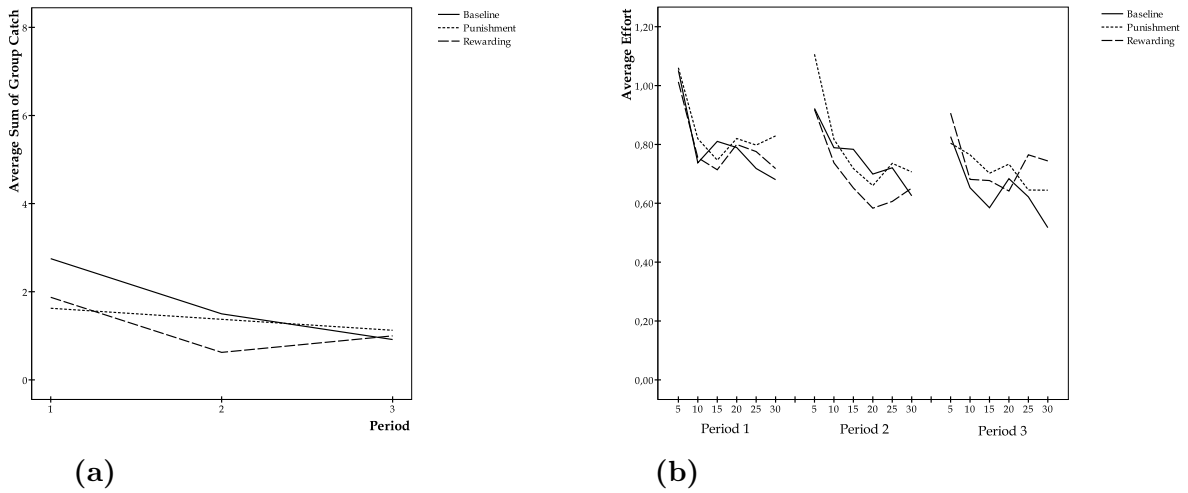 Average Sum of Group Catch
8
6
4
2
0
1 2 3
Period
Baseline
Punishment
Rewarding
(a)
Average Effort
1,20
1,00
0,80
0,60
0,40
0,20
0,00
5 10 15 20 25 30 5 10 15 20 25 30 5 10 15 20 25 30
Period 1 Period 2 Period 3
Baseline
Punishment
Rewarding
(b)